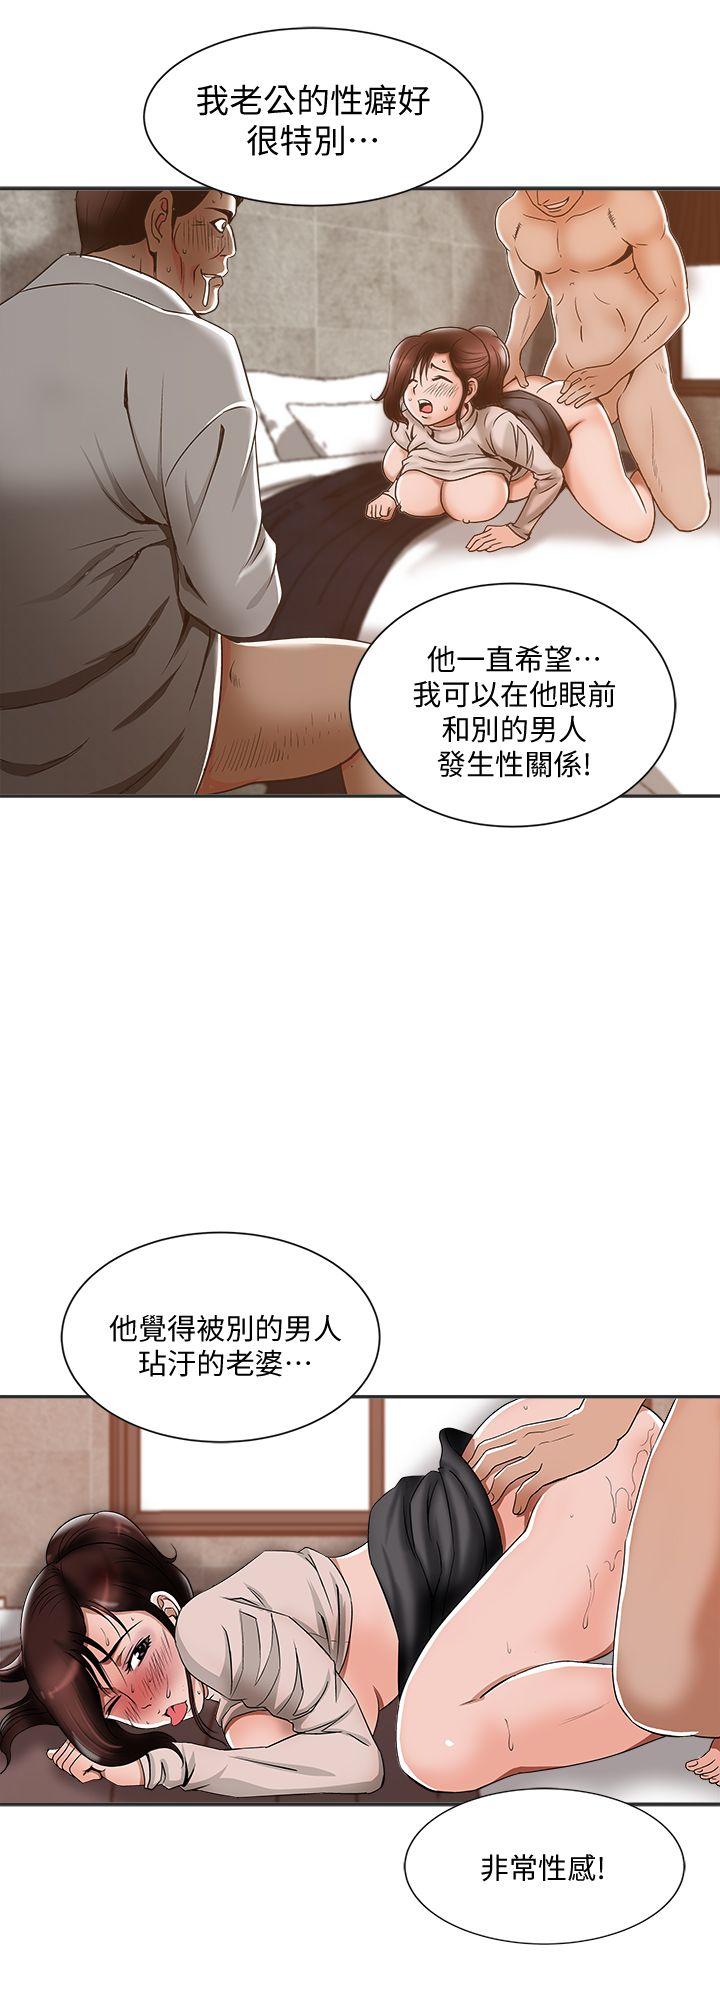 我老公的性癖好
很特別⋯
他一直希望⋯
我可以在他眼前
和別的男人
發生性關係!
他覺得被別的男人
玷汙的老婆⋯
非常性感!